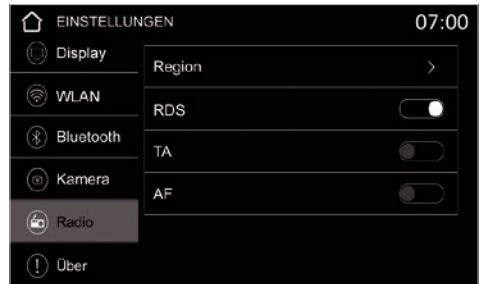 EINSTELLUNGEN 07:00
Display
WLAN
Bluetooth
Kamera
Radio
Über
Region
RDS
TA
AF